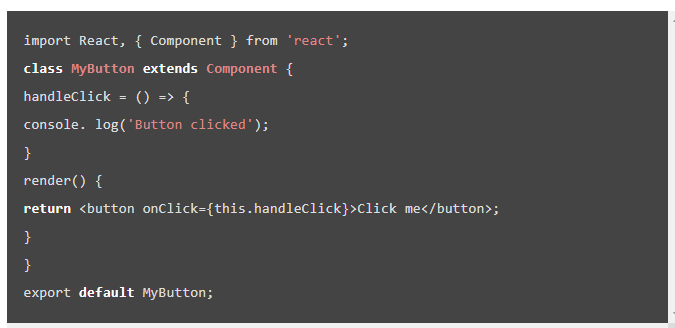 import React, { Component } from 'react';
class MyButton extends Component {
handleClick = () => {
console. log('Button clicked');
}
render() {
return <button onClick={this.handleClick}>Click me</button>;
}
}
export default MyButton;